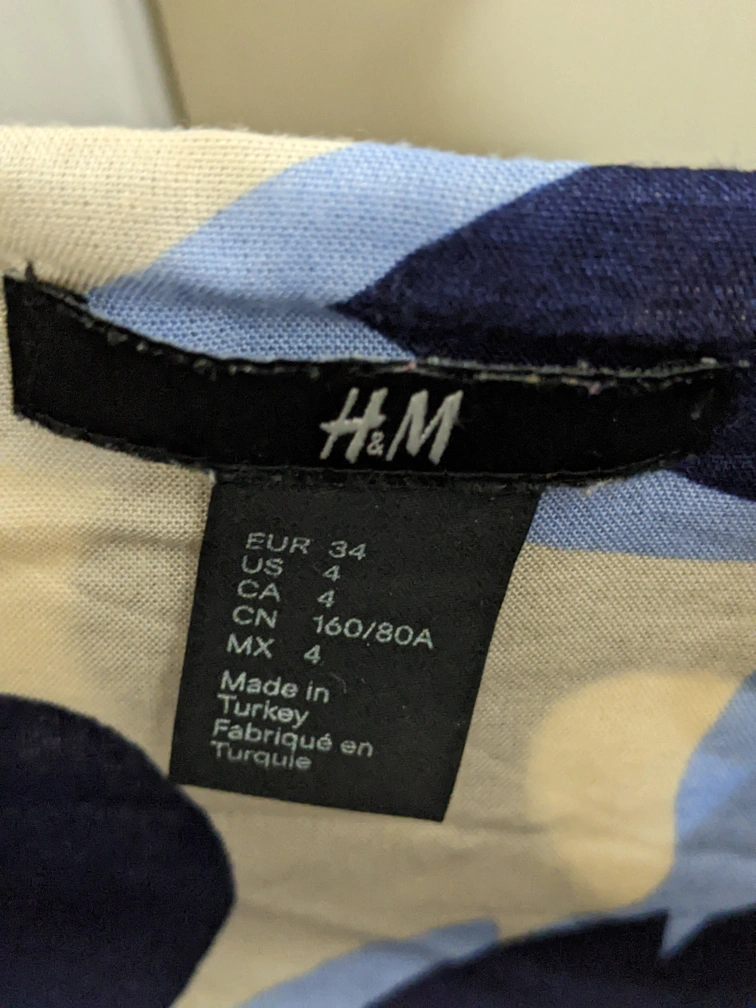 H&M
EUR 34
US 4
CA 4
CN 160/80A
MX 4
Made in
Turkey
Fabriqué en
Turquie